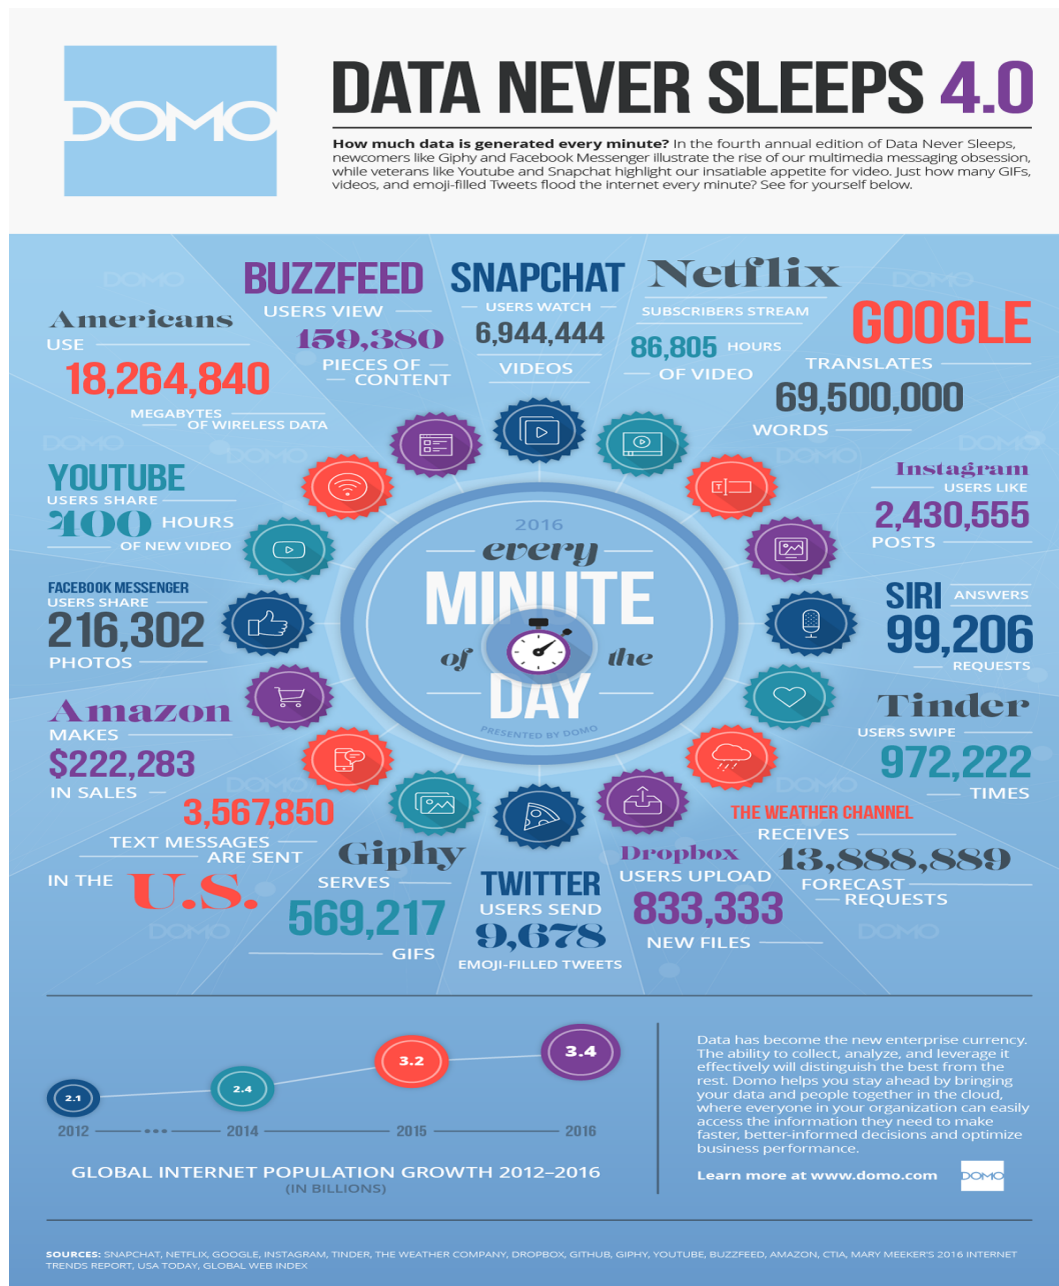 DOMO
DATA NEVER SLEEPS 4.0
How much data is generated every minute? In the fourth annual edition of Data Never Sleeps,
newcomers like Giphy and Facebook Messenger illustrate the rise of our multimedia messaging obsession,
while veterans like Youtube and Snapchat highlight our insatiable appetite for video. Just how many GIFs,
videos, and emoji-filled Tweets flood the internet every minute? See for yourself below.
Americans
USE
18,264,840
MEGABYTES
OF WIRELESS DATA
BUZZFEED
USERS VIEW
159,380
PIECES OF
CONTENT
SNAPCHAT
USERS WATCH
6,944,444
VIDEOS
Netflix
SUBSCRIBERS STREAM
86,805 HOURS
OF VIDEO
GOOGLE
TRANSLATES
69,500,000
WORDS
YOUTUBE
USERS SHARE
400 HOURS
OF NEW VIDEO
Instagram
USERS LIKE
2,430,555
POSTS
FACEBOOK MESSENGER
USERS SHARE
216,302
PHOTOS
SIRI ANSWERS
99,206
REQUESTS
Amazon
MAKES
$222,283
IN SALES
Tinder
USERS SWIPE
972,222
TIMES
2016
every
MINUTE
of the
DAY
PRESENTED BY DOMO
3,567,850
TEXT MESSAGES
ARE SENT
IN THE U.S.
Giphy
SERVES
569,217
GIFS
TWITTER
USERS SEND
9,678
EMOJI-FILLED TWEETS
Dropbox
USERS UPLOAD
833,333
NEW FILES
THE WEATHER CHANNEL
RECEIVES
13,888,889
FORECAST
REQUESTS
DOMO
DOMO
DOMO
DOMO
DOMO
DOMO
DOMO
DOMO
DOMO
DOMO
2.1
2.4
3.2
3.4
2012 ••• 2014 2015 2016
GLOBAL INTERNET POPULATION GROWTH 2012–2016
(IN BILLIONS)
Data has become the new enterprise currency.
The ability to collect, analyze, and leverage it
effectively will distinguish the best from the
rest. Domo helps you stay ahead by bringing
your data and people together in the cloud,
where everyone in your organization can easily
access the information they need to make
faster, better-informed decisions and optimize
business performance.
Learn more at www.domo.com
DOMO
SOURCES: SNAPCHAT, NETFLIX, GOOGLE, INSTAGRAM, TINDER, THE WEATHER COMPANY, DROPBOX, GITHUB, GIPHY, YOUTUBE, BUZZFEED, AMAZON, CTIA, MARY MEEKER'S 2016 INTERNET
TRENDS REPORT, USA TODAY, GLOBAL WEB INDEX